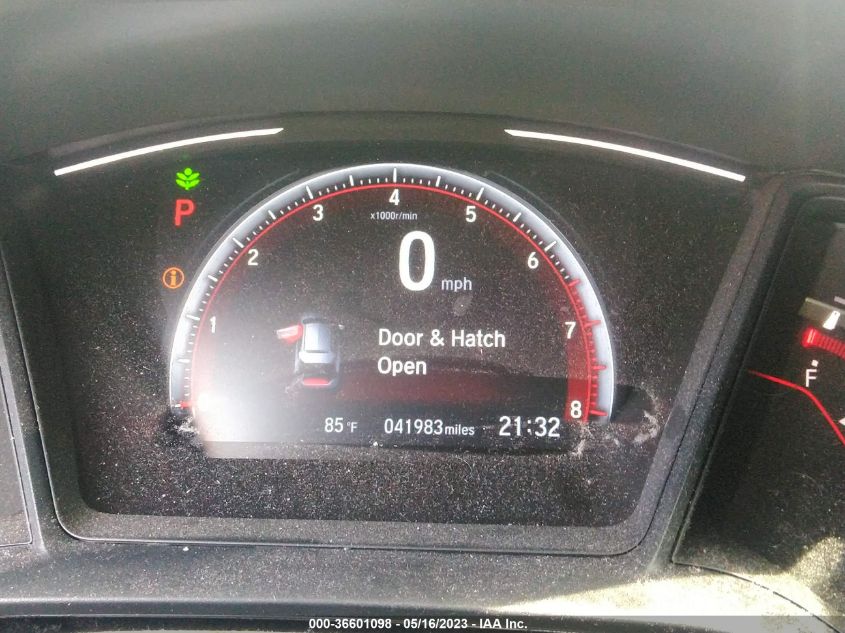 P
i
1
2
3
4
5
6
7
8
x1000r/min
0 mph
Door & Hatch
Open
85 °F 041983 miles 21:32
F
000-36601098 - 05/16/2023 - IAA Inc.